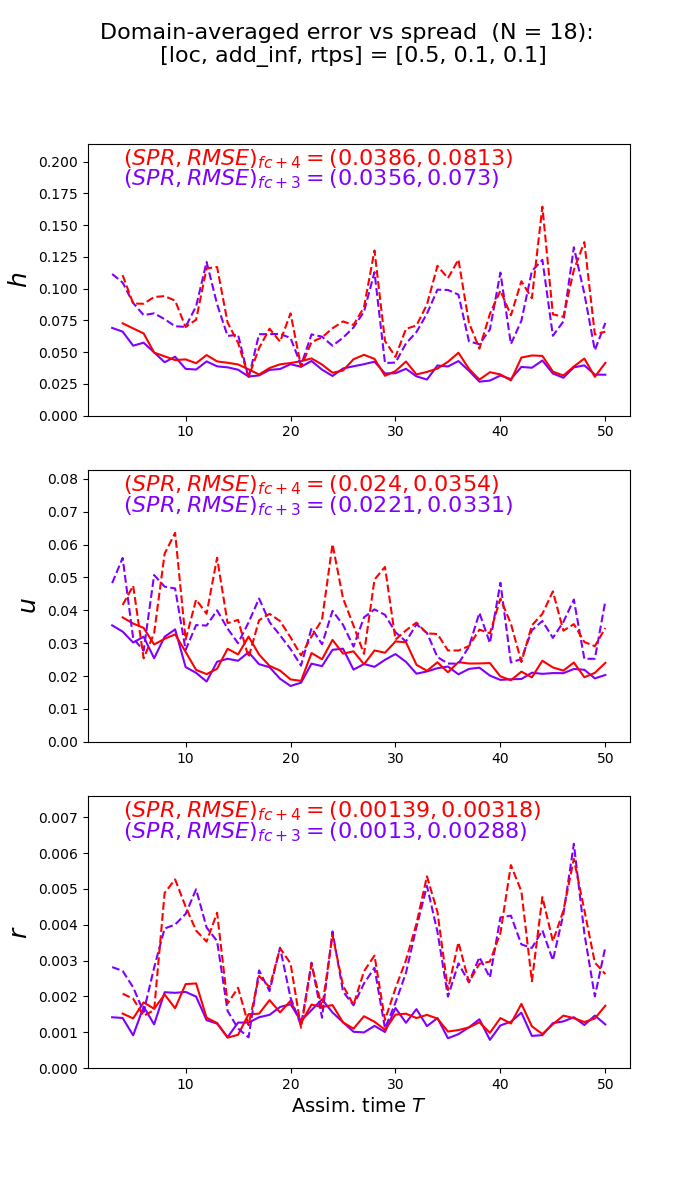 Domain-averaged error vs spread (N = 18):
[loc, add_inf, rtps] = [0.5, 0.1, 0.1]
(SPR, RMSE)fc+4 = (0.0386, 0.0813)
(SPR, RMSE)fc+3 = (0.0356, 0.073)
0.200
0.175
0.150
0.125
0.100
0.075
0.050
0.025
0.000
h
10 20 30 40 50
(SPR, RMSE)fc+4 = (0.024, 0.0354)
(SPR, RMSE)fc+3 = (0.0221, 0.0331)
0.08
0.07
0.06
0.05
0.04
0.03
0.02
0.01
0.00
u
10 20 30 40 50
(SPR, RMSE)fc+4 = (0.00139, 0.00318)
(SPR, RMSE)fc+3 = (0.0013, 0.00288)
0.007
0.006
0.005
0.004
0.003
0.002
0.001
0.000
r
10 20 30 40 50
Assim. time T